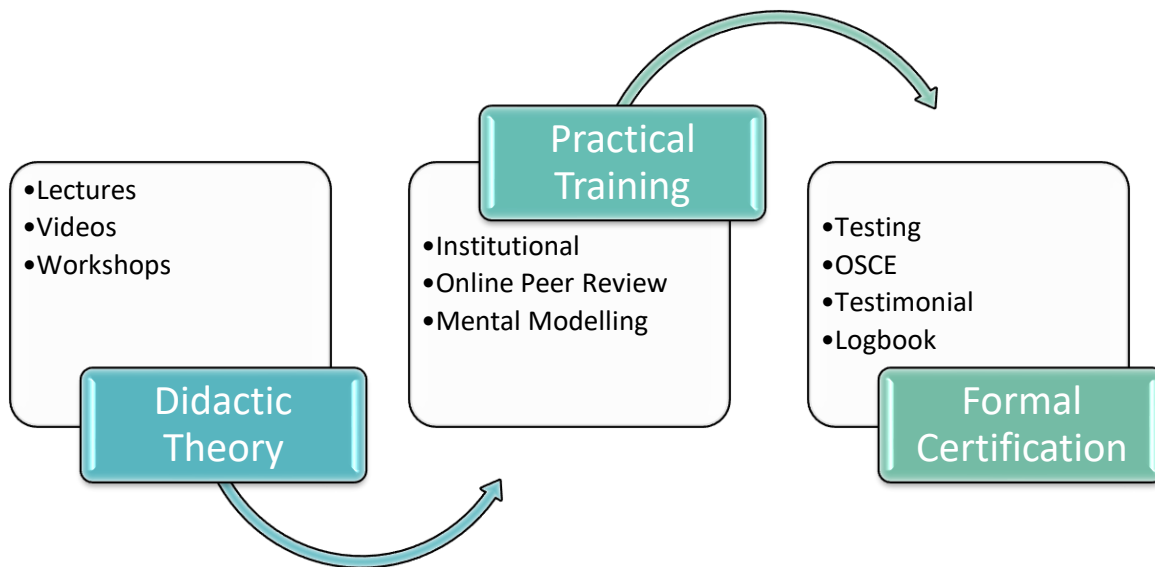 •Lectures
•Videos
•Workshops
Didactic
Theory
Practical
Training
•Institutional
•Online Peer Review
•Mental Modelling
•Testing
•OSCE
•Testimonial
•Logbook
Formal
Certification